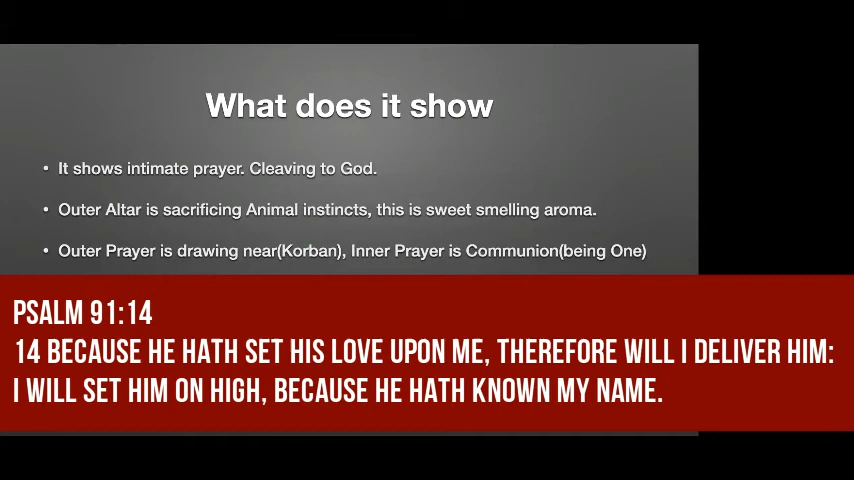 What does it show
• It shows intimate prayer. Cleaving to God.
• Outer Altar is sacrificing Animal instincts, this is sweet smelling aroma.
• Outer Prayer is drawing near(Korban), Inner Prayer is Communion(being One)
PSALM 91:14
14 BECAUSE HE HATH SET HIS LOVE UPON ME, THEREFORE WILL I DELIVER HIM:
I WILL SET HIM ON HIGH, BECAUSE HE HATH KNOWN MY NAME.